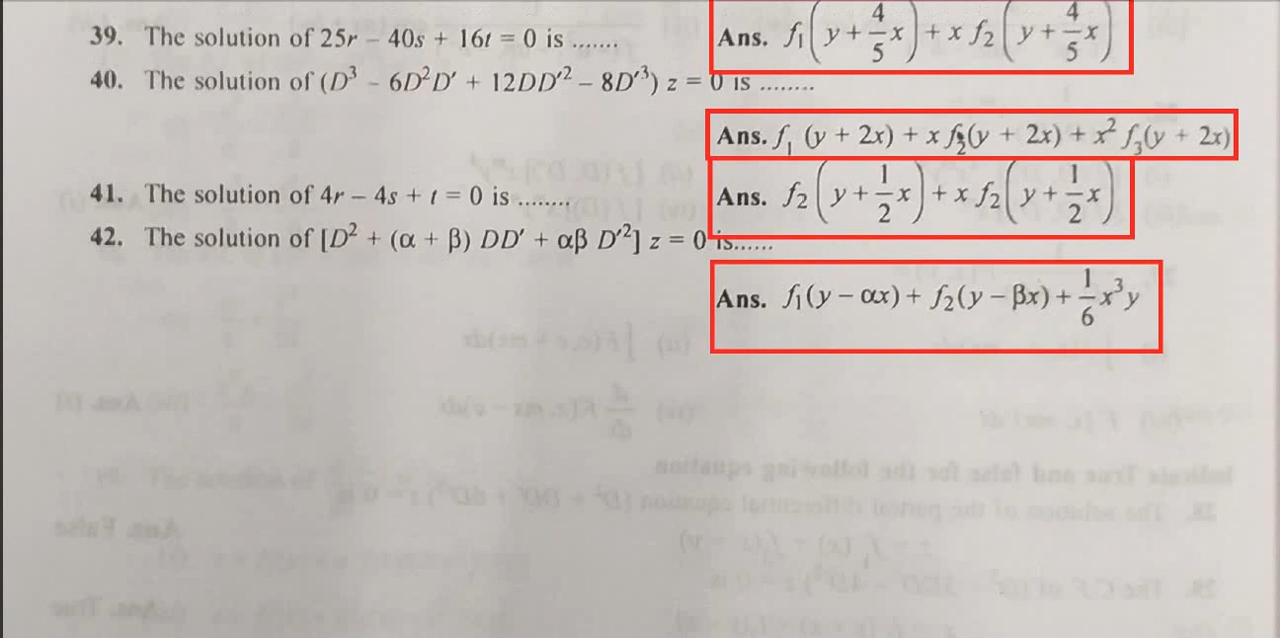 39. The solution of 25r – 40s + 16t = 0 is ....... Ans. f₁(y + 4/5 x) + x f₂(y + 4/5 x)
40. The solution of (D³ – 6D²D′ + 12DD′² – 8D′³) z = 0 is ........
Ans. f₁ (y + 2x) + x f₂(y + 2x) + x² f₃(y + 2x)
41. The solution of 4r – 4s + t = 0 is ........ Ans. f₂(y + 1/2 x) + x f₂(y + 1/2 x)
42. The solution of [D² + (α + β) DD′ + αβ D′²] z = 0 is......
Ans. f₁(y – αx) + f₂(y – βx) + 1/6 x³y